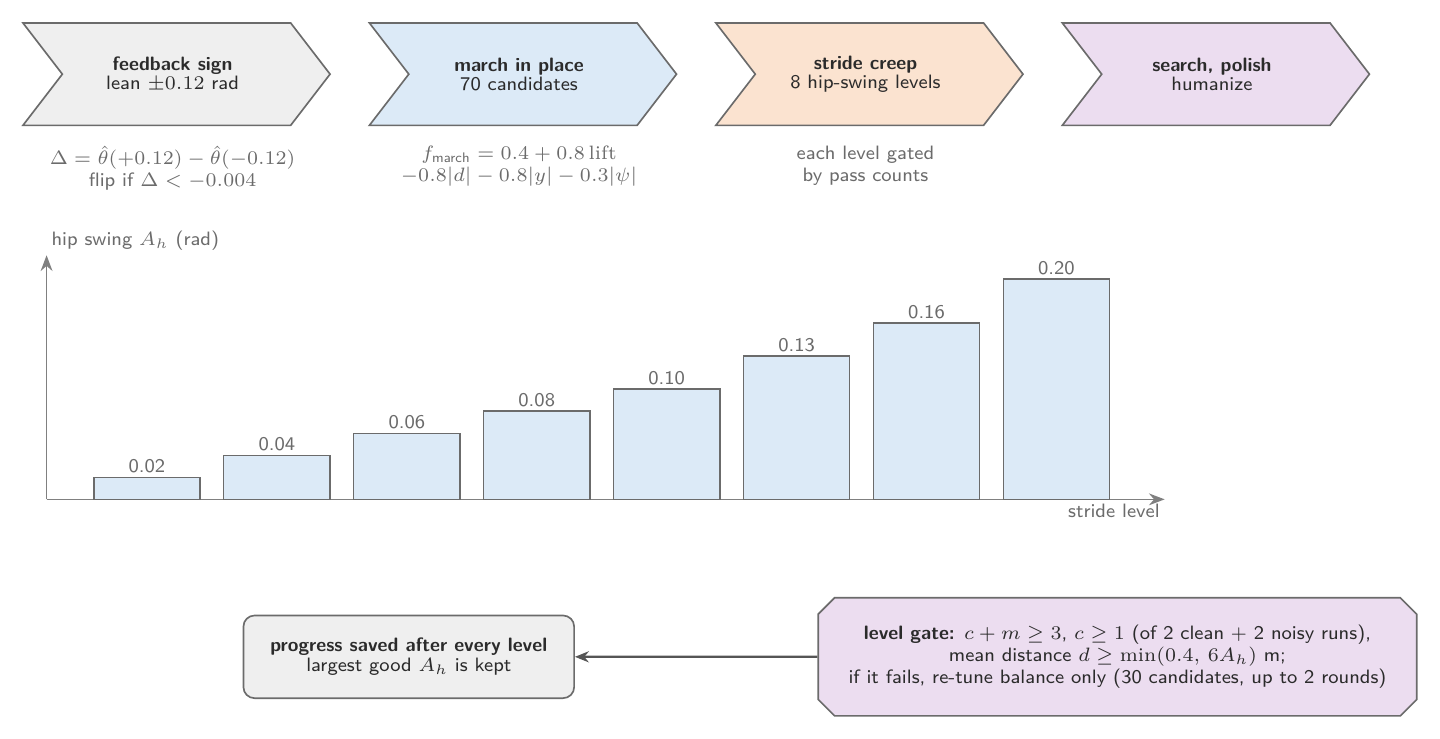 feedback sign
lean ±0.12 rad
march in place
70 candidates
stride creep
8 hip-swing levels
search, polish
humanize
Δ = θ̂(+0.12) − θ̂(−0.12)
flip if Δ < −0.004
f_march = 0.4 + 0.8 lift
−0.8|d| − 0.8|y| − 0.3|ψ|
each level gated
by pass counts
hip swing A_h (rad)
0.02
0.04
0.06
0.08
0.10
0.13
0.16
0.20
stride level
progress saved after every level
largest good A_h is kept
level gate: c + m ≥ 3, c ≥ 1 (of 2 clean + 2 noisy runs),
mean distance d ≥ min(0.4, 6A_h) m;
if it fails, re-tune balance only (30 candidates, up to 2 rounds)